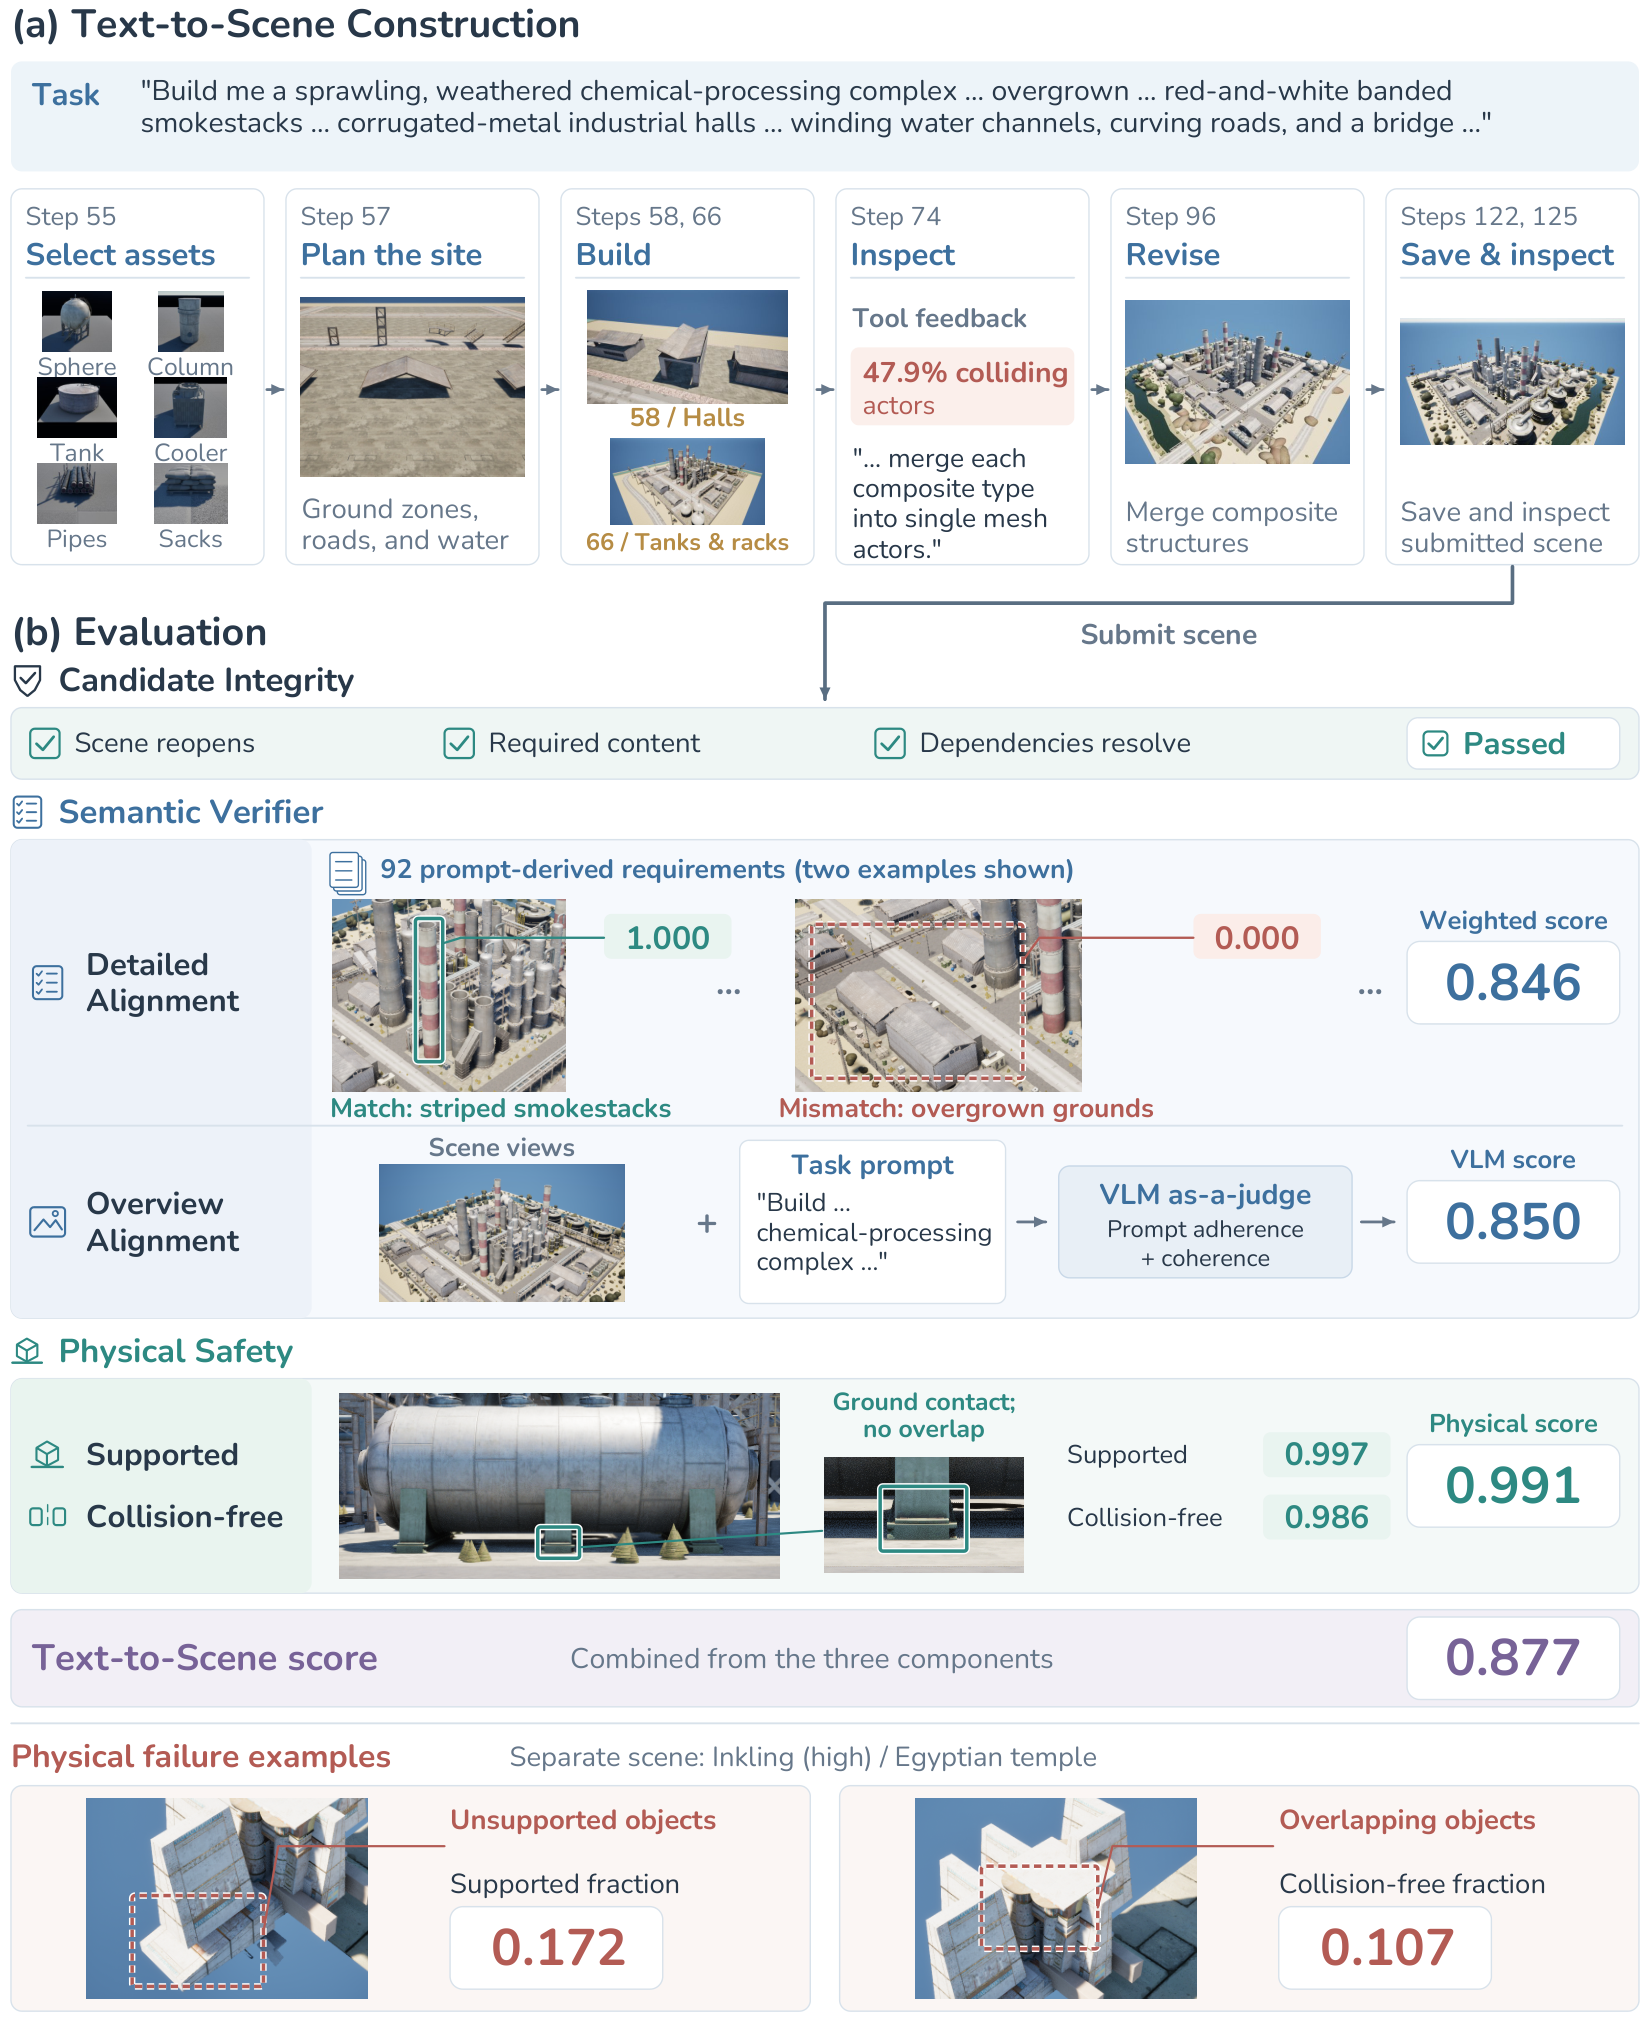 (a) Text-to-Scene Construction
Task
"Build me a sprawling, weathered chemical-processing complex ... overgrown ... red-and-white banded
smokestacks ... corrugated-metal industrial halls ... winding water channels, curving roads, and a bridge ..."
Step 55
Select assets
Sphere
Column
Tank
Cooler
Pipes
Sacks
Step 57
Plan the site
Ground zones,
roads, and water
Steps 58, 66
Build
58 / Halls
66 / Tanks & racks
Step 74
Inspect
Tool feedback
47.9% colliding
actors
"... merge each
composite type
into single mesh
actors."
Step 96
Revise
Merge composite
structures
Steps 122, 125
Save & inspect
Save and inspect
submitted scene
Submit scene
(b) Evaluation
Candidate Integrity
Scene reopens
Required content
Dependencies resolve
Passed
Semantic Verifier
Detailed
Alignment
92 prompt-derived requirements (two examples shown)
1.000
...
0.000
...
Match: striped smokestacks
Mismatch: overgrown grounds
Weighted score
0.846
Overview
Alignment
Scene views
+
Task prompt
"Build ...
chemical-processing
complex ..."
VLM as-a-judge
Prompt adherence
+ coherence
VLM score
0.850
Physical Safety
Supported
Collision-free
Ground contact;
no overlap
Supported
0.997
Collision-free
0.986
Physical score
0.991
Text-to-Scene score
Combined from the three components
0.877
Physical failure examples
Separate scene: Inkling (high) / Egyptian temple
Unsupported objects
Supported fraction
0.172
Overlapping objects
Collision-free fraction
0.107